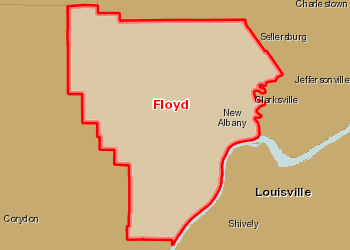 Charlestown
Sellersburg
Jeffersonville
Clarksville
Floyd
New
Albany
Louisville
Corydon
Shively